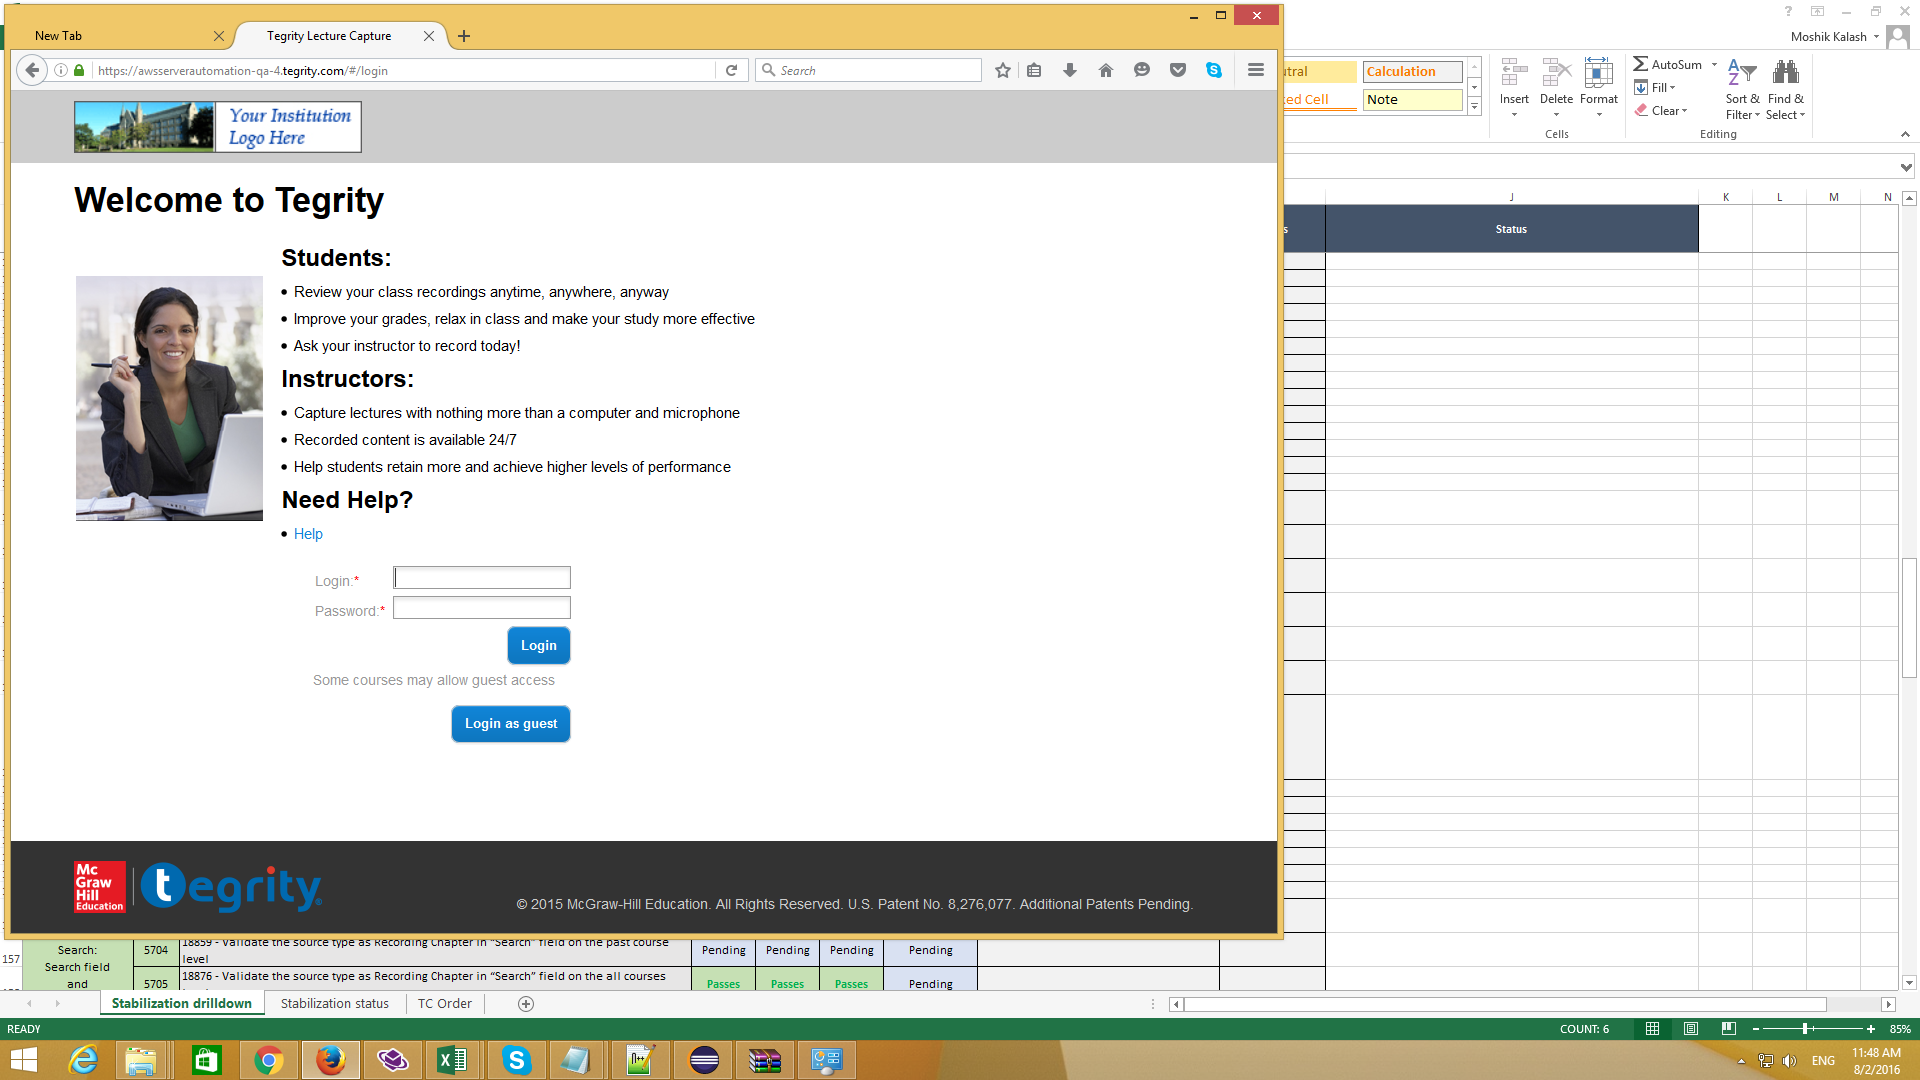 New Tab
Tegrity Lecture Capture
https://awsserverautomation-qa-4.tegrity.com/#/login
Search
Your Institution
Logo Here
Welcome to Tegrity
Students:
Review your class recordings anytime, anywhere, anyway
Improve your grades, relax in class and make your study more effective
Ask your instructor to record today!
Instructors:
Capture lectures with nothing more than a computer and microphone
Recorded content is available 24/7
Help students retain more and achieve higher levels of performance
Need Help?
Help
Login:*
Password:*
Login
Some courses may allow guest access
Login as guest
Mc
Graw
Hill
Education
tegrity
© 2015 McGraw-Hill Education. All Rights Reserved. U.S. Patent No. 8,276,077. Additional Patents Pending.
Moshik Kalash
Calculation
Note
Cell
Insert
Delete
Format
Cells
AutoSum
Fill
Clear
Sort &
Filter
Find &
Select
Editing
J K L M N
Status
157
Search:
Search field
and
5704
18859 - Validate the source type as Recording Chapter in "Search" field on the past course
level
Pending Pending Pending Pending
5705
18876 - Validate the source type as Recording Chapter in "Search" field on the all courses
Passes Passes Passes Pending
Stabilization drilldown
Stabilization status
TC Order
READY
COUNT: 6
85%
ENG
11:48 AM
8/2/2016